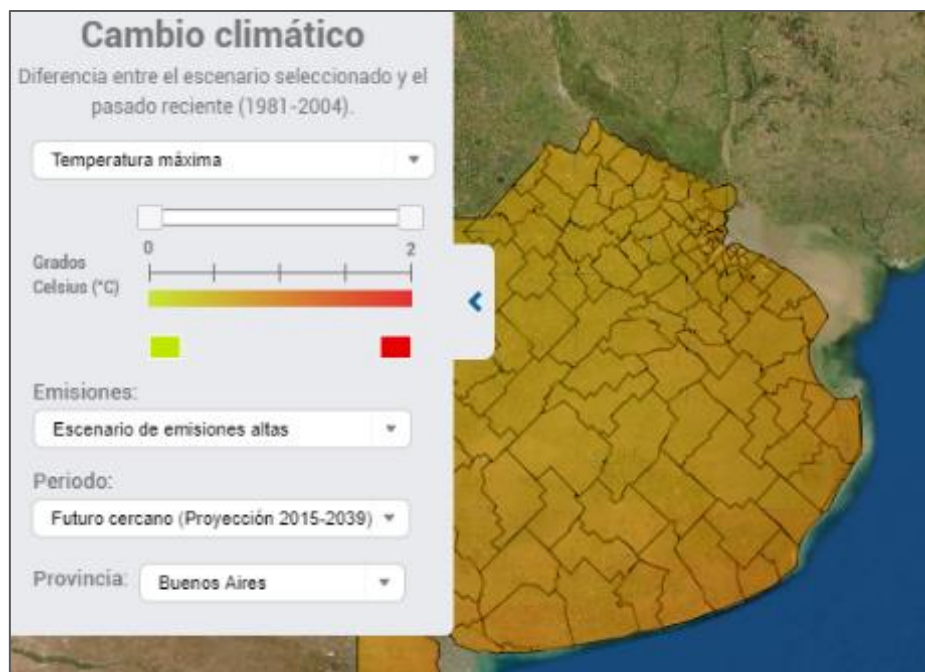 Cambio climático
Diferencia entre el escenario seleccionado y el
pasado reciente (1981-2004).
Temperatura máxima
0 2
Grados
Celsius (°C)
Emisiones:
Escenario de emisiones altas
Periodo:
Futuro cercano (Proyección 2015-2039)
Provincia: Buenos Aires